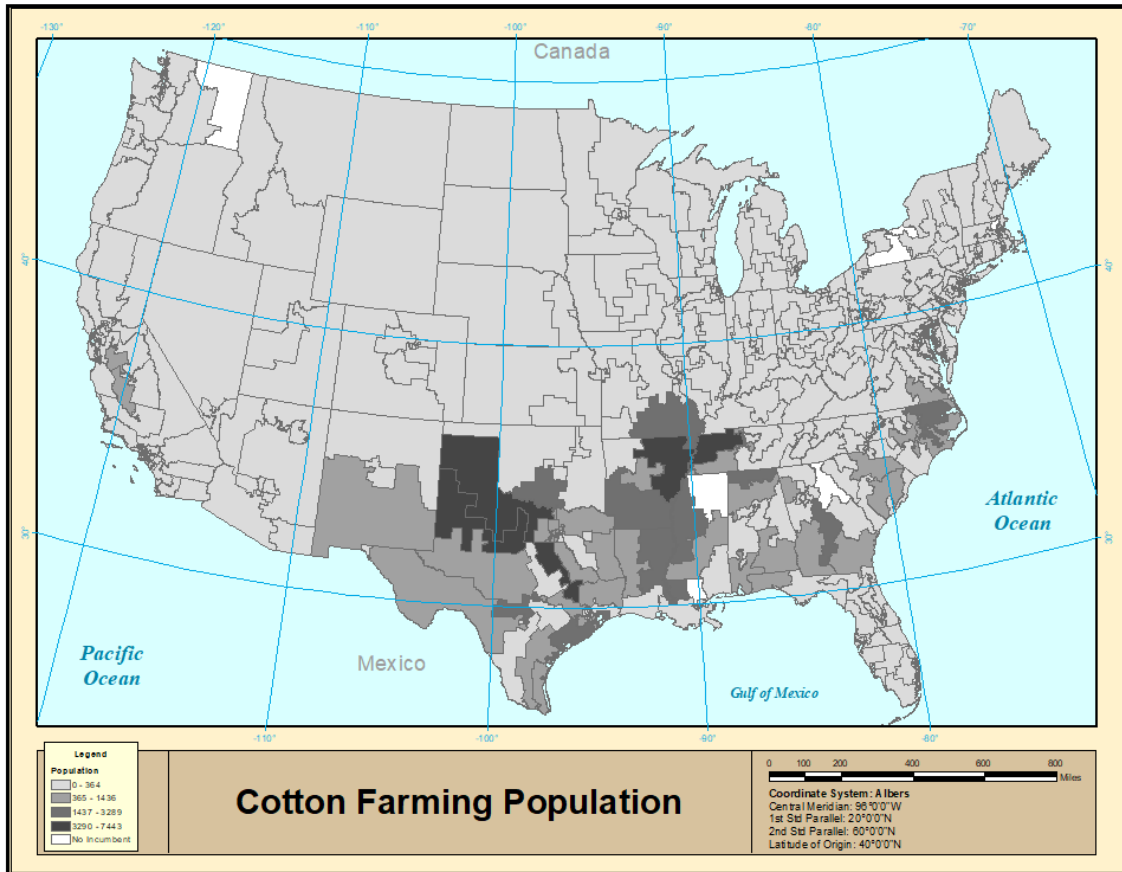 -130°
-120°
-110°
-100°
-90°
-80°
-70°
Canada
40°
40°
30°
30°
Atlantic
Ocean
Pacific
Ocean
Mexico
Gulf of Mexico
-110°
-100°
-90°
-80°
Legend
Population
0 - 364
365 - 1436
1437 - 3289
3290 - 7443
No Incumbent
Cotton Farming Population
0 100 200 400 600 800
Miles
Coordinate System: Albers
Central Meridian: 96°0'0"W
1st Std Parallel: 20°0'0"N
2nd Std Parallel: 60°0'0"N
Latitude of Origin: 40°0'0"N